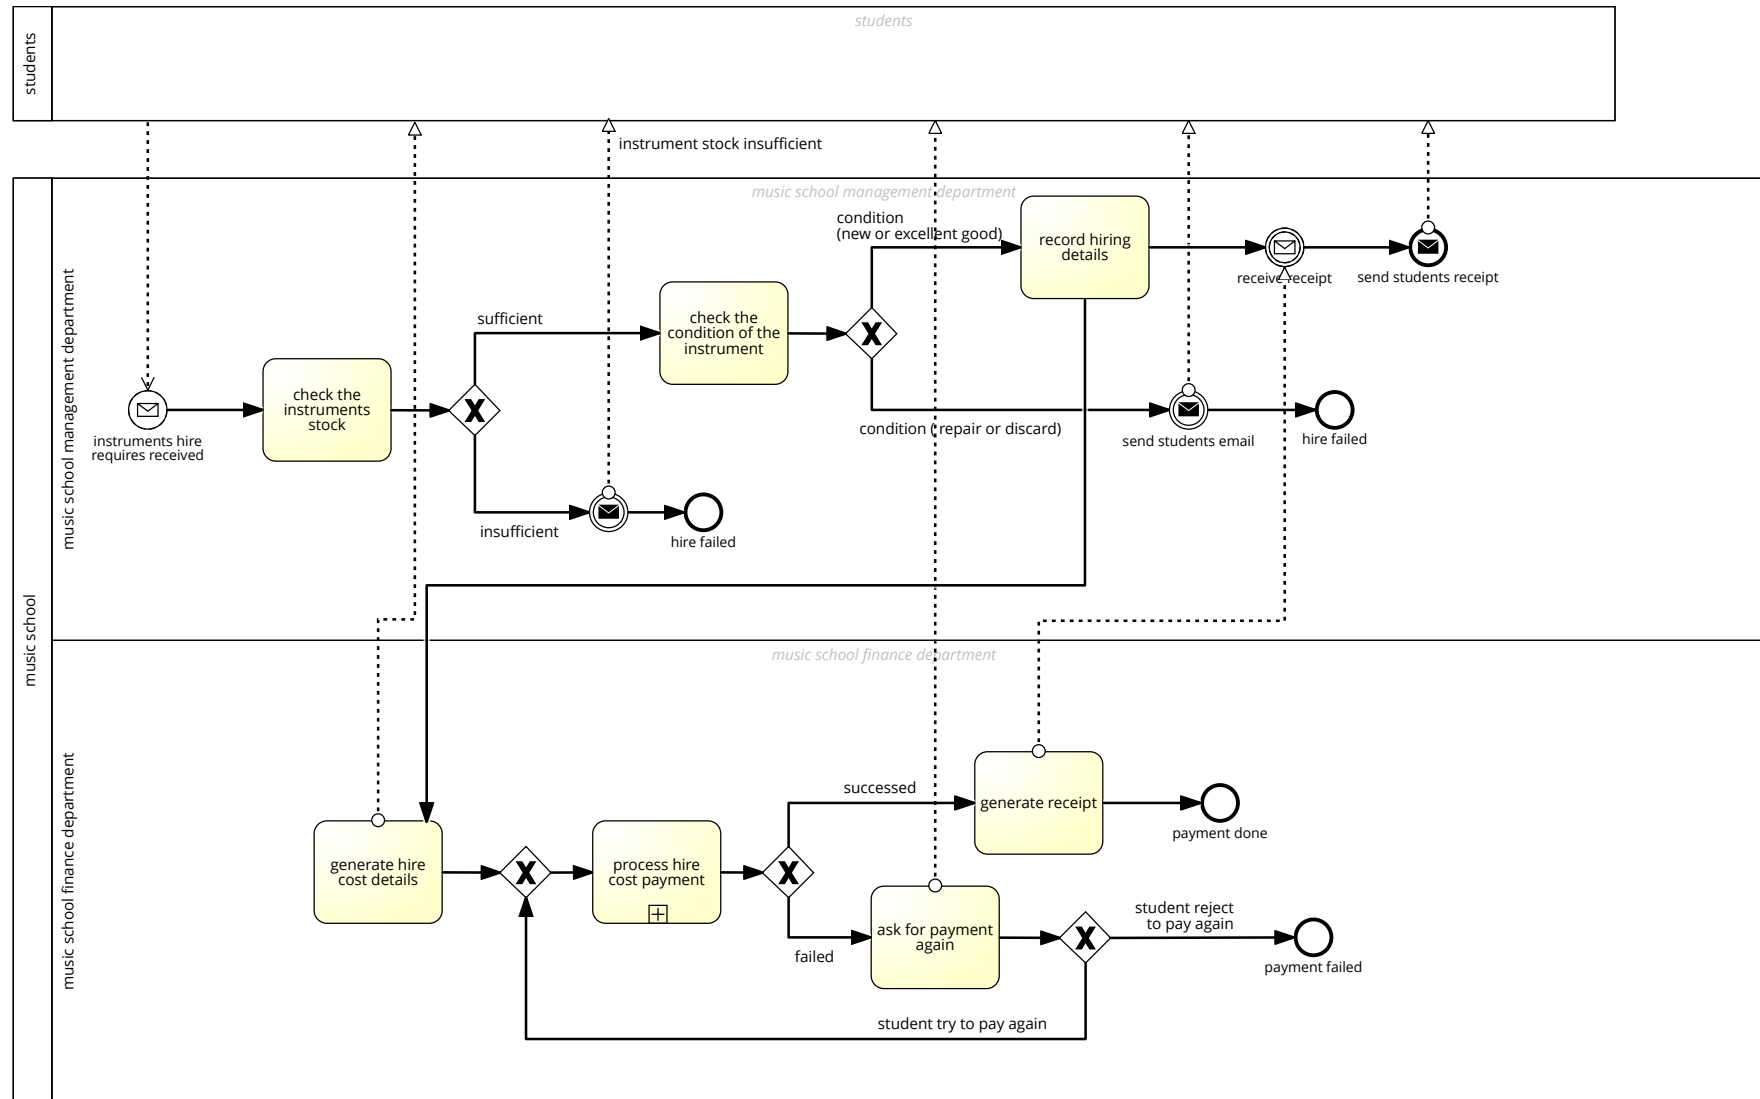 students
students
instrument stock insufficient
music school
music school management department
music school management department
condition
(new or excellent good)
record hiring
details
receive receipt
send students receipt
sufficient
check the
condition of the
instrument
check the
instruments
stock
instruments hire
requires received
condition ( repair or discard)
send students email
hire failed
insufficient
hire failed
music school finance department
music school finance department
successed
generate receipt
payment done
generate hire
cost details
process hire
cost payment
failed
ask for payment
again
student reject
to pay again
payment failed
student try to pay again